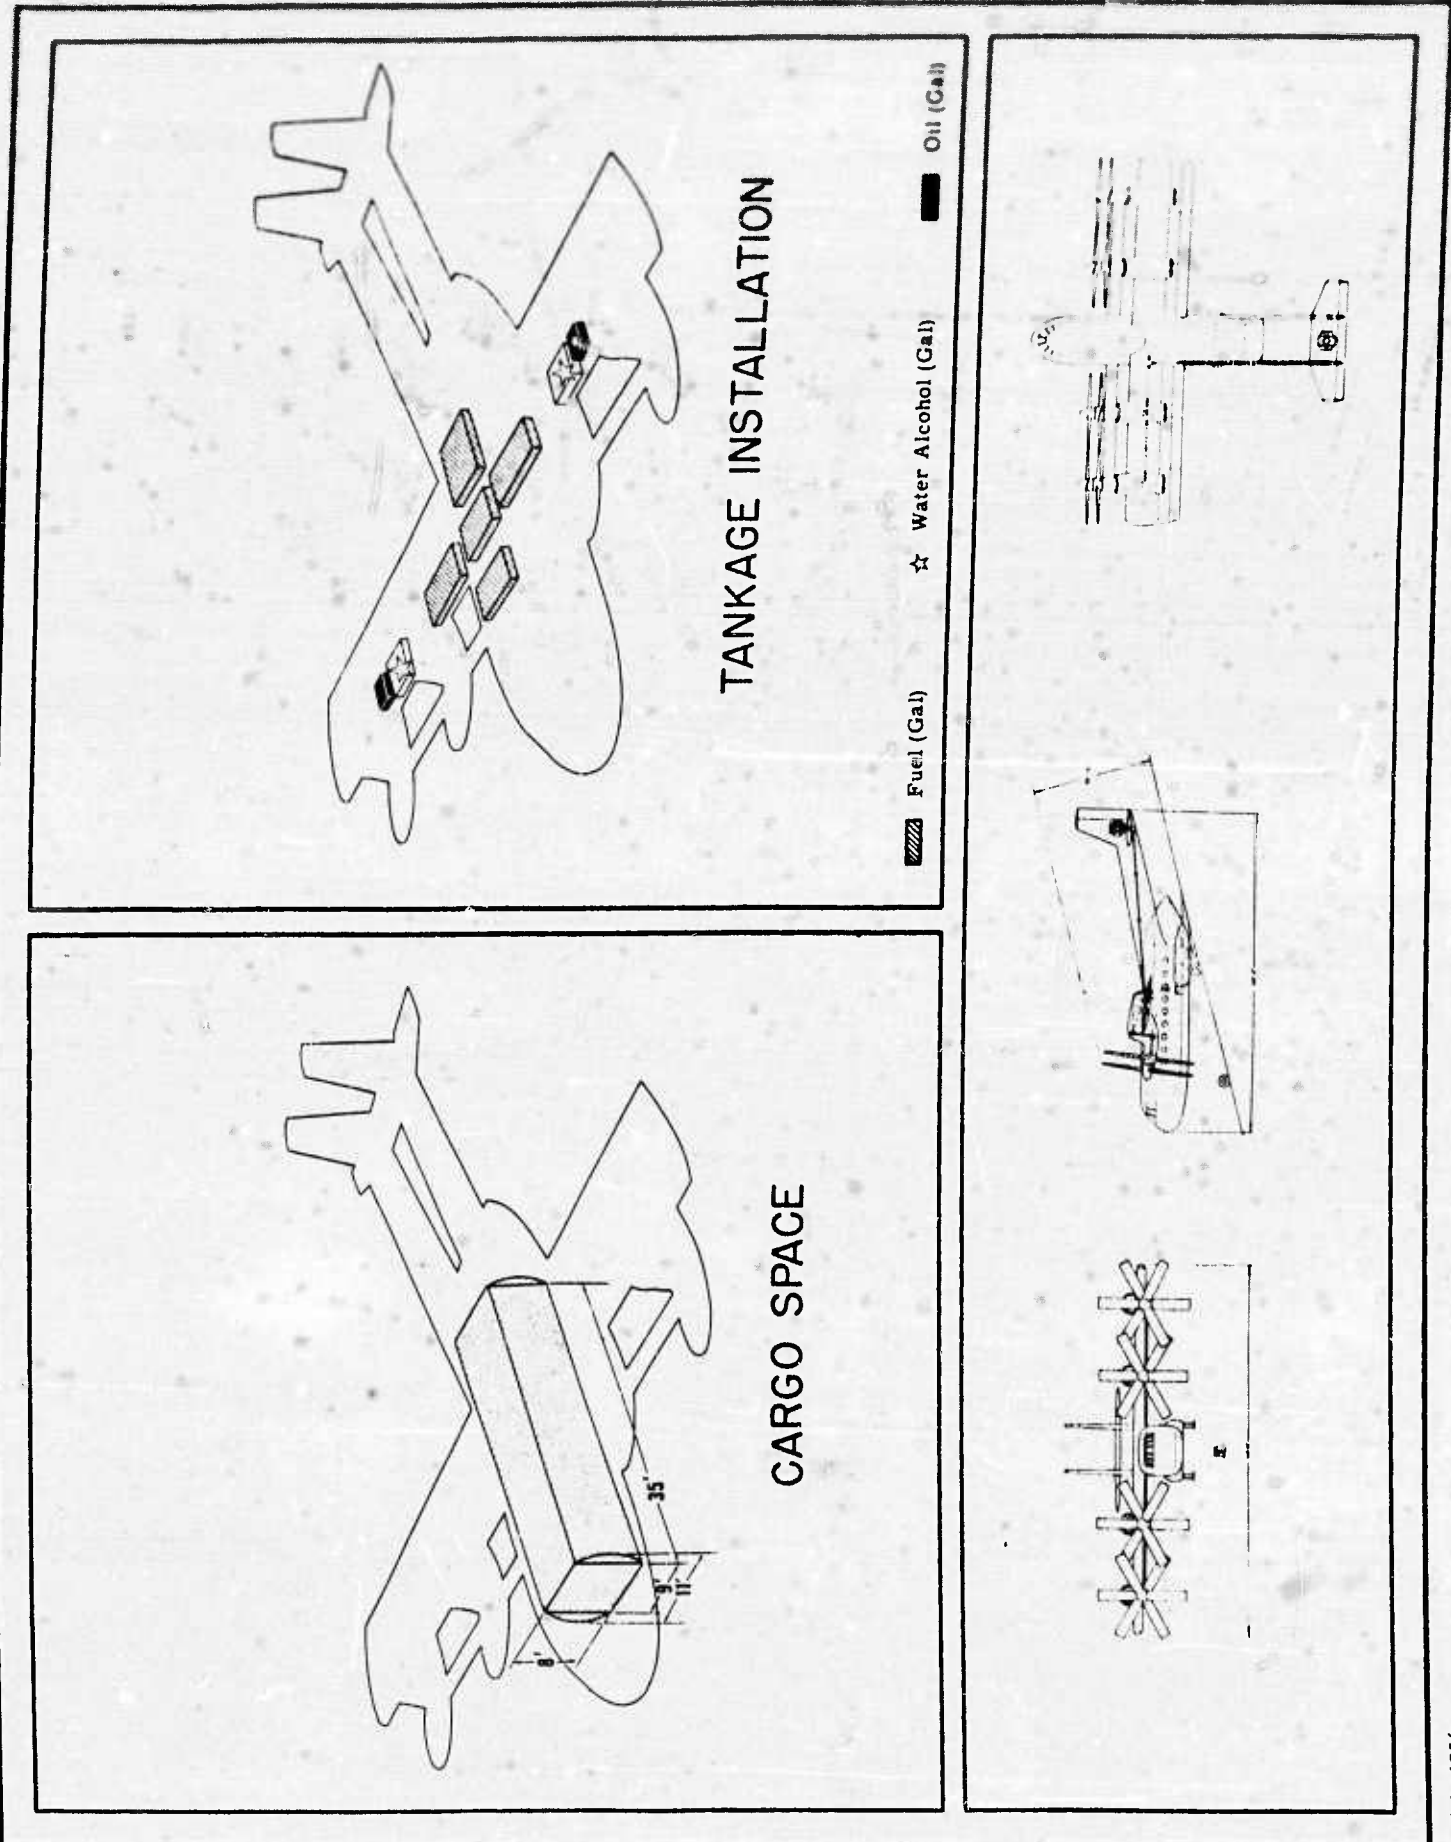 8'
9'
11'
35'
CARGO SPACE
TANKAGE INSTALLATION
Fuel (Gal)
☆ Water Alcohol (Gal)
Oil (Gal)